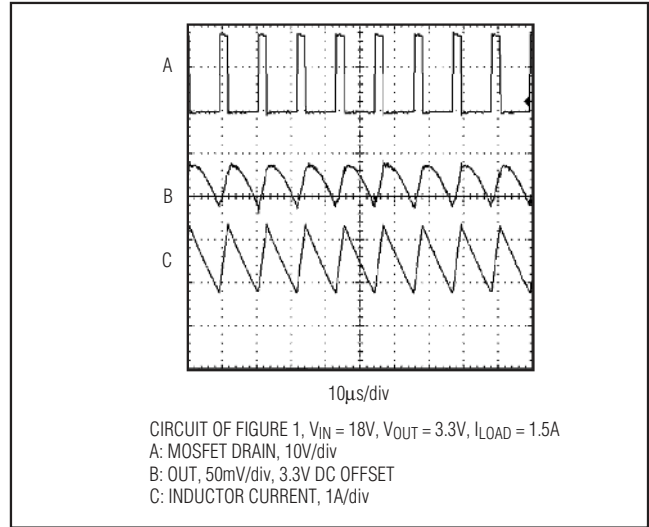 A
B
C
10μs/div
CIRCUIT OF FIGURE 1, VIN = 18V, VOUT = 3.3V, ILOAD = 1.5A
A: MOSFET DRAIN, 10V/div
B: OUT, 50mV/div, 3.3V DC OFFSET
C: INDUCTOR CURRENT, 1A/div